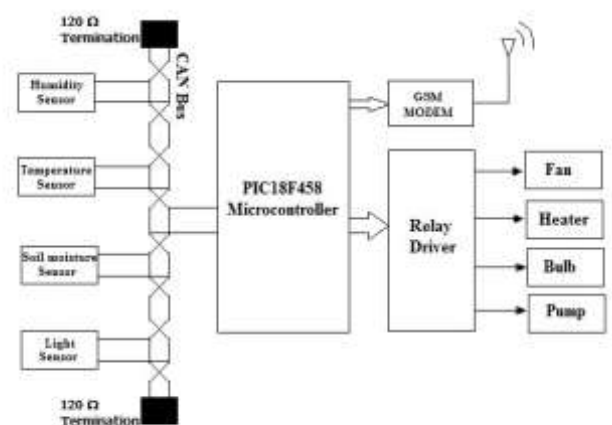 120 Ω
Termination
CAN Bus
Humidity
Sensor
Temperature
Sensor
Soil moisture
Sensor
Light
Sensor
120 Ω
Termination
PIC18F458
Microcontroller
GSM
MODEM
Relay
Driver
Fan
Heater
Bulb
Pump